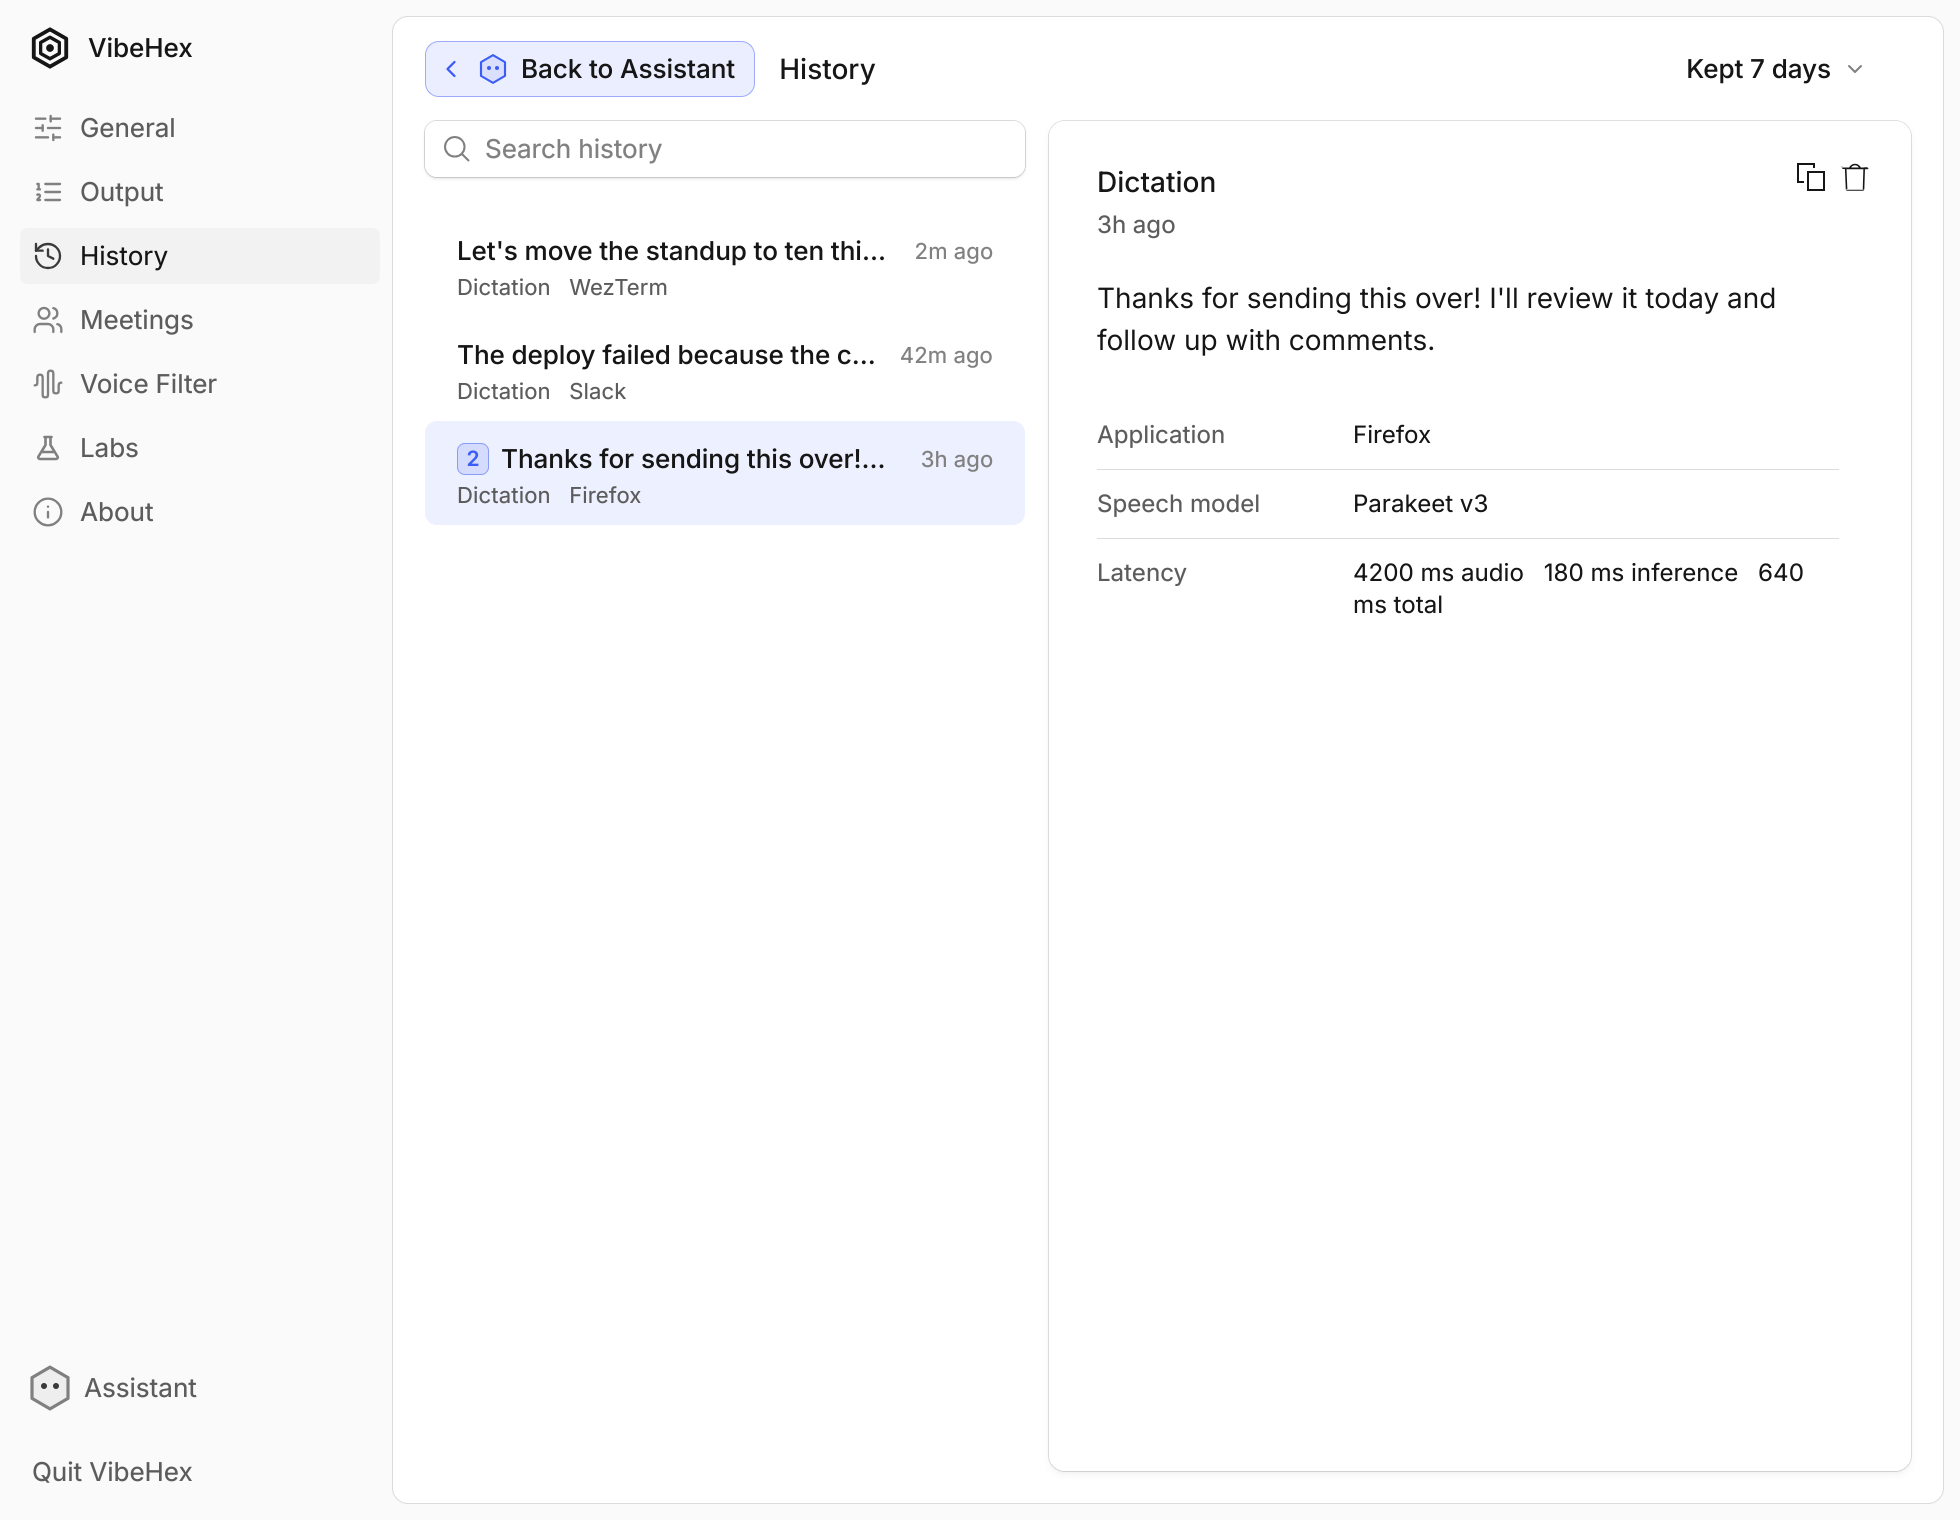 VibeHex
General
Output
History
Meetings
Voice Filter
Labs
About
Assistant
Quit VibeHex
Back to Assistant
History
Kept 7 days
Search history
Let's move the standup to ten thi...
2m ago
Dictation WezTerm
The deploy failed because the c...
42m ago
Dictation Slack
2 Thanks for sending this over!...
3h ago
Dictation Firefox
Dictation
3h ago
Thanks for sending this over! I'll review it today and
follow up with comments.
Application Firefox
Speech model Parakeet v3
Latency 4200 ms audio 180 ms inference 640
ms total